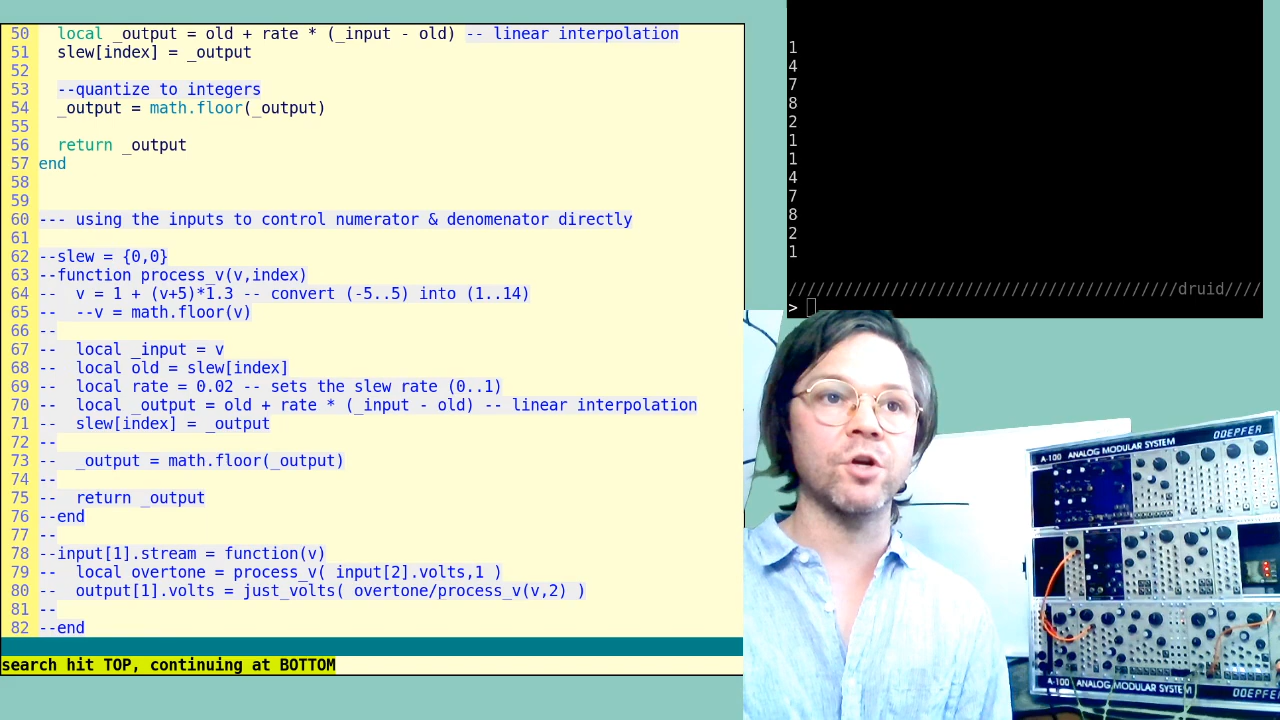 50   local _output = old + rate * (_input - old) -- linear interpolation
51   slew[index] = _output
52
53   --quantize to integers
54   _output = math.floor(_output)
55
56   return _output
57 end
58
59
60 --- using the inputs to control numerator & denomenator directly
61
62 --slew = {0,0}
63 --function process_v(v,index)
64 --  v = 1 + (v+5)*1.3 -- convert (-5..5) into (1..14)
65 --  --v = math.floor(v)
66 --
67 --  local _input = v
68 --  local old = slew[index]
69 --  local rate = 0.02 -- sets the slew rate (0..1)
70 --  local _output = old + rate * (_input - old) -- linear interpolation
71 --  slew[index] = _output
72 --
73 --  _output = math.floor(_output)
74 --
75 --  return _output
76 --end
77 --
78 --input[1].stream = function(v)
79 --  local overtone = process_v( input[2].volts,1 )
80 --  output[1].volts = just_volts( overtone/process_v(v,2) )
81 --
82 --end
search hit TOP, continuing at BOTTOM
1
4
7
8
2
1
1
4
7
8
2
1
//////////////////////////////////////////druid////
>
A-100 ANALOG MODULAR SYSTEM DOEPFER
A-100 ANALOG MODULAR SYSTEM DOEPFER